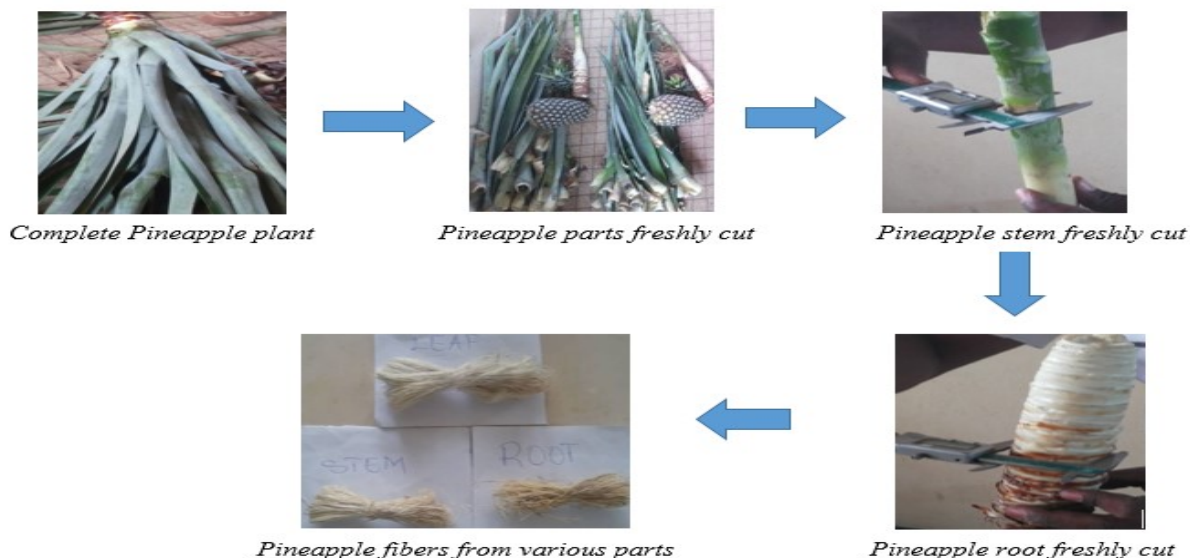 Complete Pineapple plant
Pineapple parts freshly cut
Pineapple stem freshly cut
LEAF
STEM
ROOT
Pineapple fibers from various parts
Pineapple root freshly cut